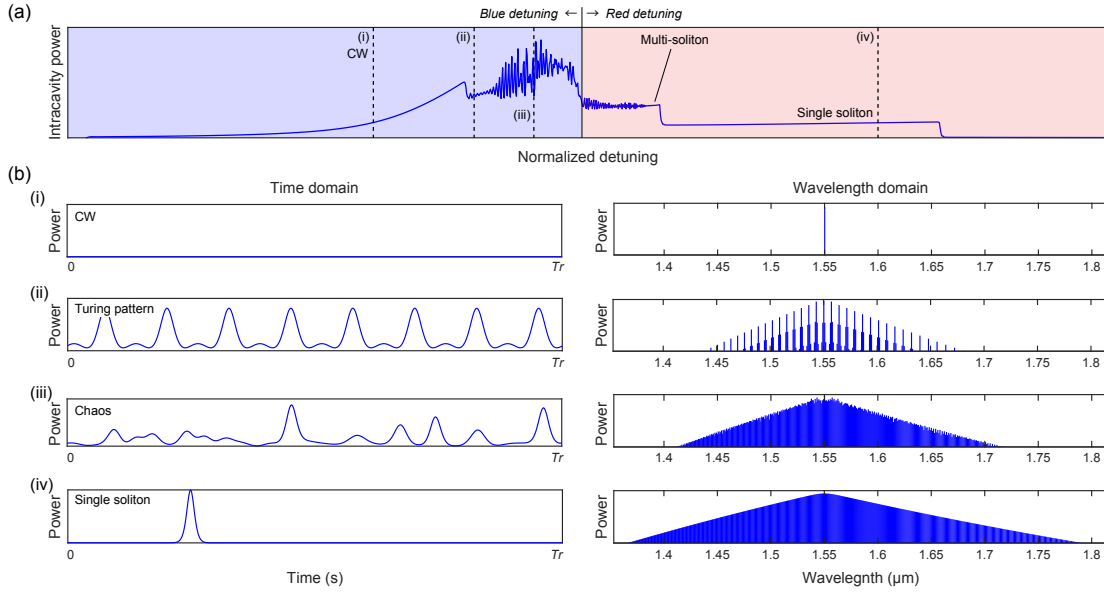 (a)
Blue detuning ← → Red detuning
Intracavity power
(i)
CW
(ii)
(iii)
Multi-soliton
(iv)
Single soliton
Normalized detuning
(b)
Time domain
Wavelength domain
(i)
Power
CW
0
Tr
Power
1.4 1.45 1.5 1.55 1.6 1.65 1.7 1.75 1.8
(ii)
Power
Turing pattern
0
Tr
Power
1.4 1.45 1.5 1.55 1.6 1.65 1.7 1.75 1.8
(iii)
Power
Chaos
0
Tr
Power
1.4 1.45 1.5 1.55 1.6 1.65 1.7 1.75 1.8
(iv)
Power
Single soliton
0
Tr
Power
1.4 1.45 1.5 1.55 1.6 1.65 1.7 1.75 1.8
Time (s)
Wavelegnth (μm)